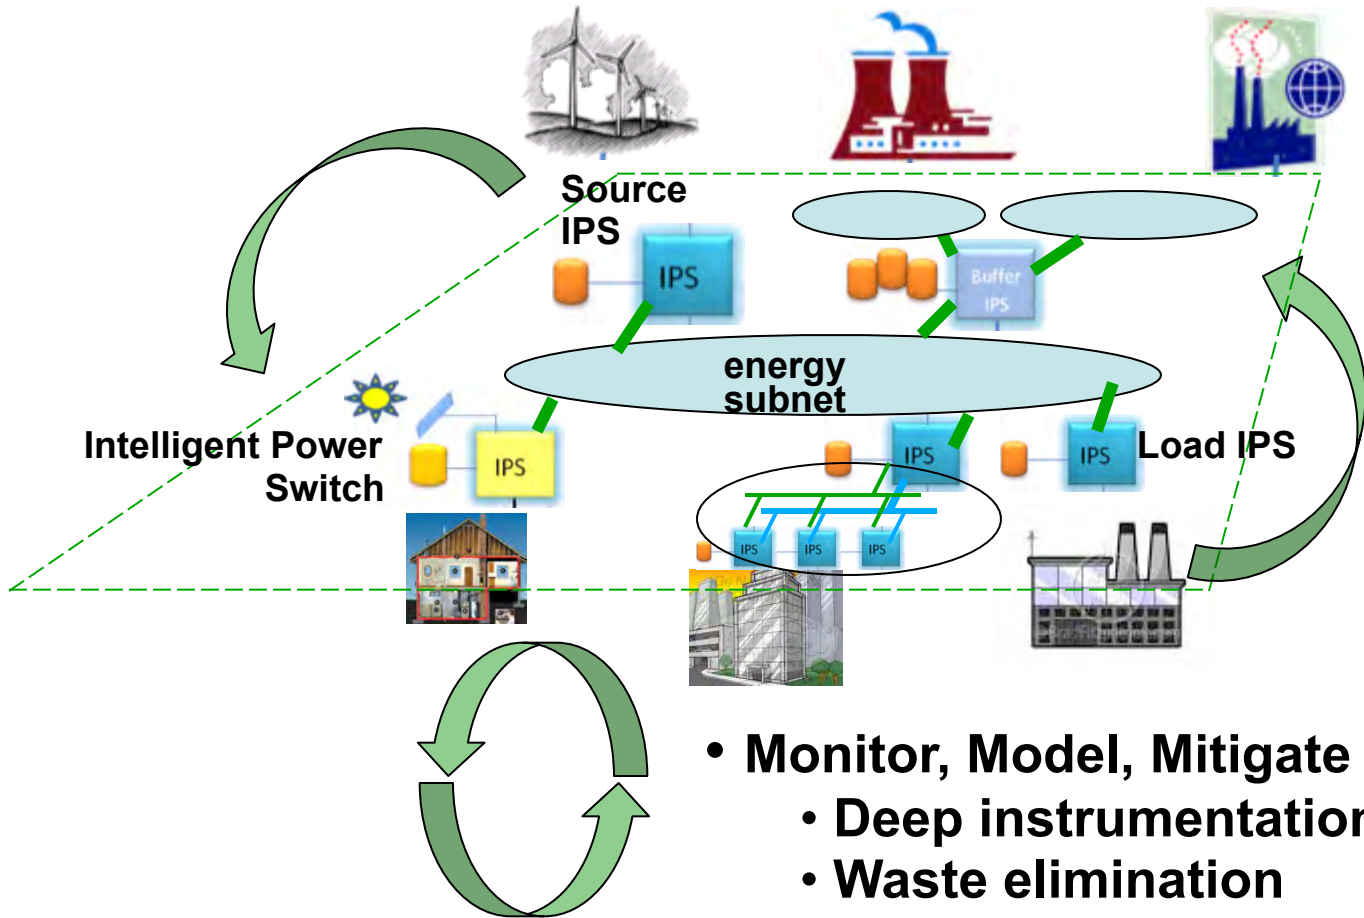 Source
IPS
IPS
Buffer
IPS
energy
subnet
Intelligent Power
Switch
IPS
IPS
IPS
Load IPS
IPS
IPS
IPS
• Monitor, Model, Mitigate
• Deep instrumentation
• Waste elimination